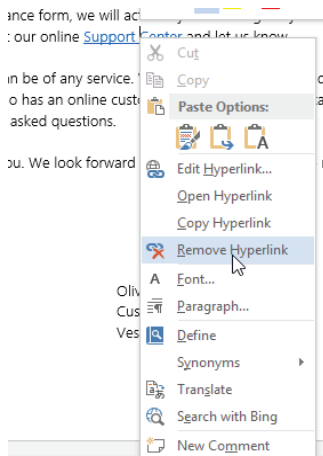 ance form, we will ac
our online Support Center and let us know
Cut
Copy
an be of any service.
o has an online custo
Paste Options:
asked questions.
ou. We look forward
Edit Hyperlink...
Open Hyperlink
Copy Hyperlink
Remove Hyperlink
Font...
Oliv
Cus
Paragraph...
Ves
Define
Synonyms
Translate
Search with Bing
New Comment